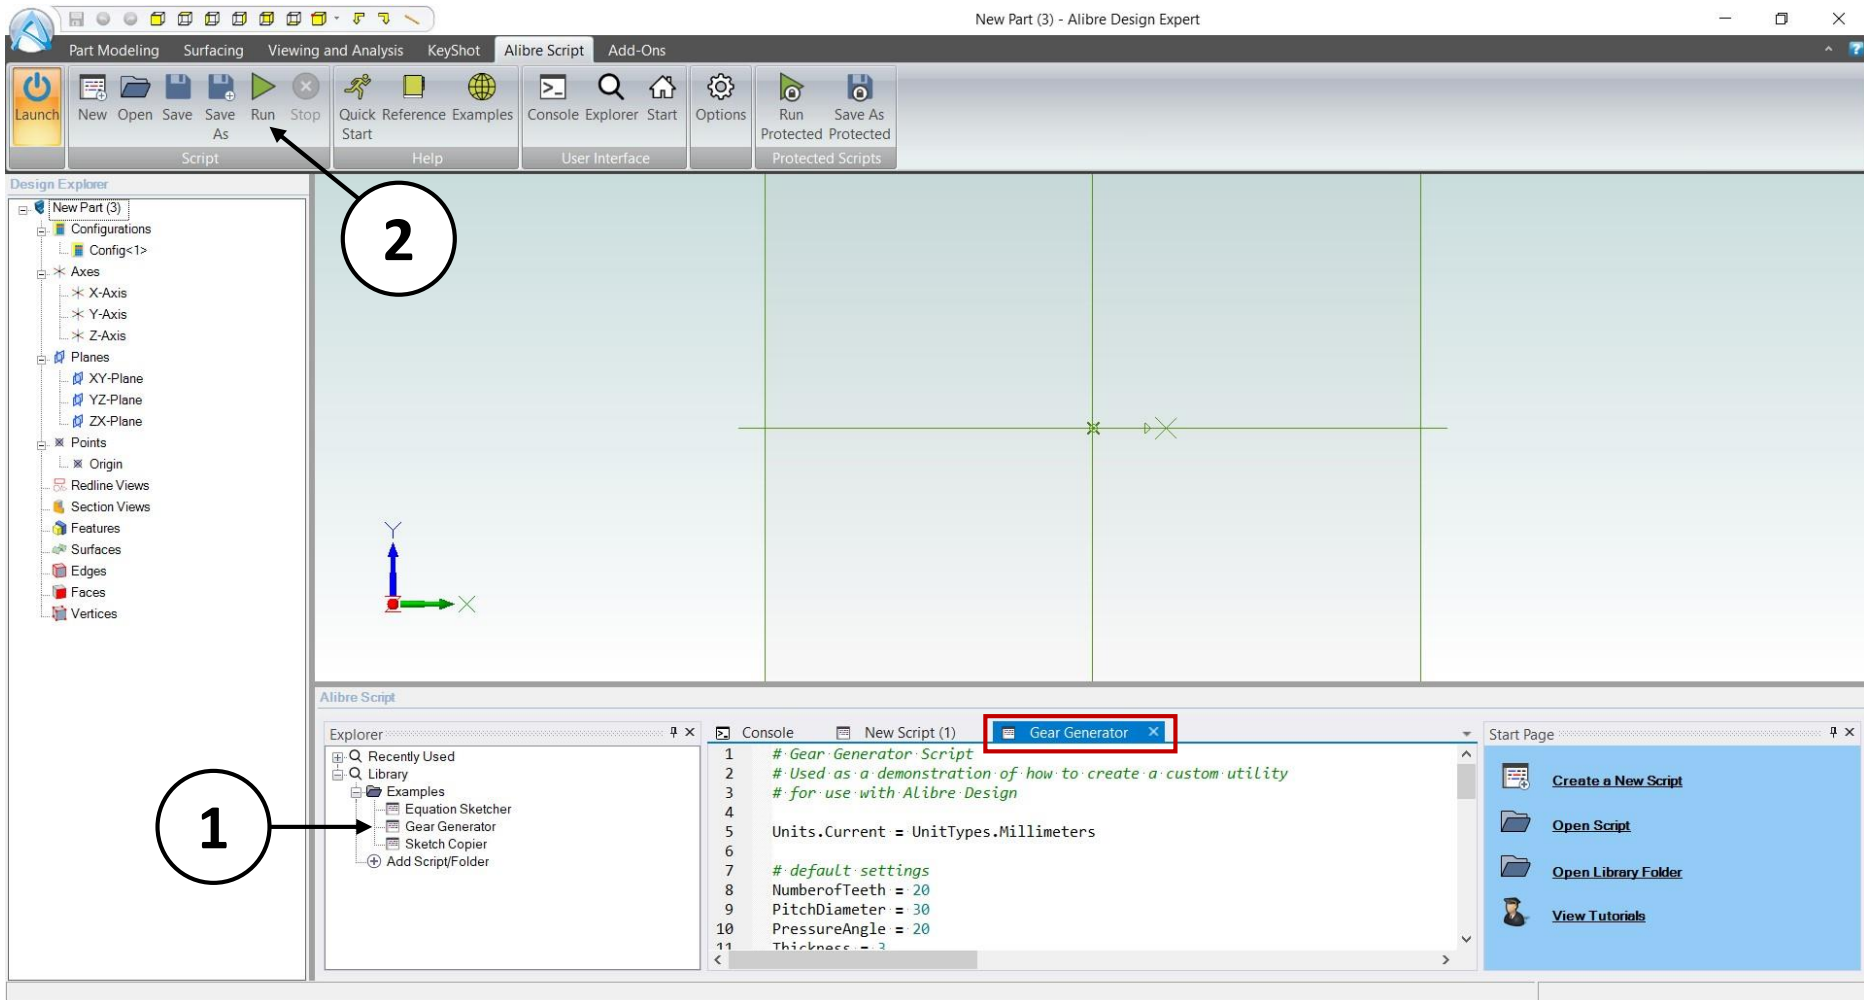 New Part (3) - Alibre Design Expert
Part Modeling Surfacing Viewing and Analysis KeyShot Alibre Script Add-Ons
Launch New Open Save Save As Run Stop Quick Start Reference Examples Console Explorer Start Options Run Protected Save As Protected
Script Help User Interface Protected Scripts
2
Design Explorer
New Part (3)
Configurations
Config<1>
Axes
X-Axis
Y-Axis
Z-Axis
Planes
XY-Plane
YZ-Plane
ZX-Plane
Points
Origin
Redline Views
Section Views
Features
Surfaces
Edges
Faces
Vertices
X
Y
X
Alibre Script
Explorer
Recently Used
Library
Examples
Equation Sketcher
Gear Generator
Sketch Copier
Add Script/Folder
1
Console New Script (1) Gear Generator
1 # Gear Generator Script
2 # Used as a demonstration of how to create a custom utility
3 # for use with Alibre Design
4
5 Units.Current = UnitTypes.Millimeters
6
7 # default settings
8 NumberofTeeth = 20
9 PitchDiameter = 30
10 PressureAngle = 20
11 Thickness = 3
Start Page
Create a New Script
Open Script
Open Library Folder
View Tutorials